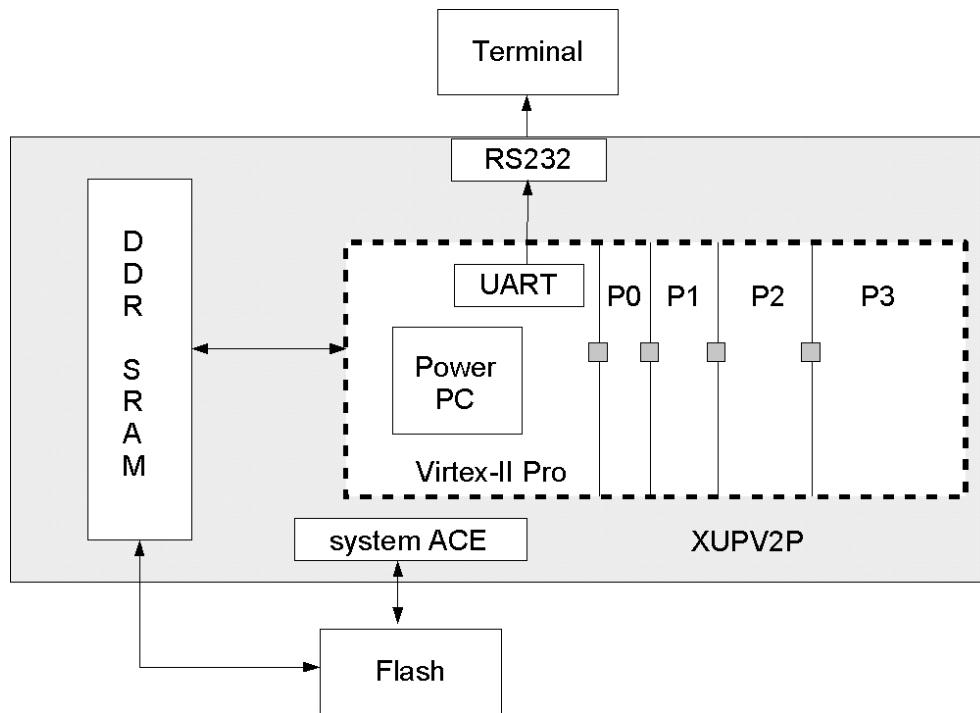 Terminal
RS232
D
D
R
S
R
A
M
UART
P0 P1 P2 P3
Power
PC
Virtex-II Pro
system ACE
XUPV2P
Flash